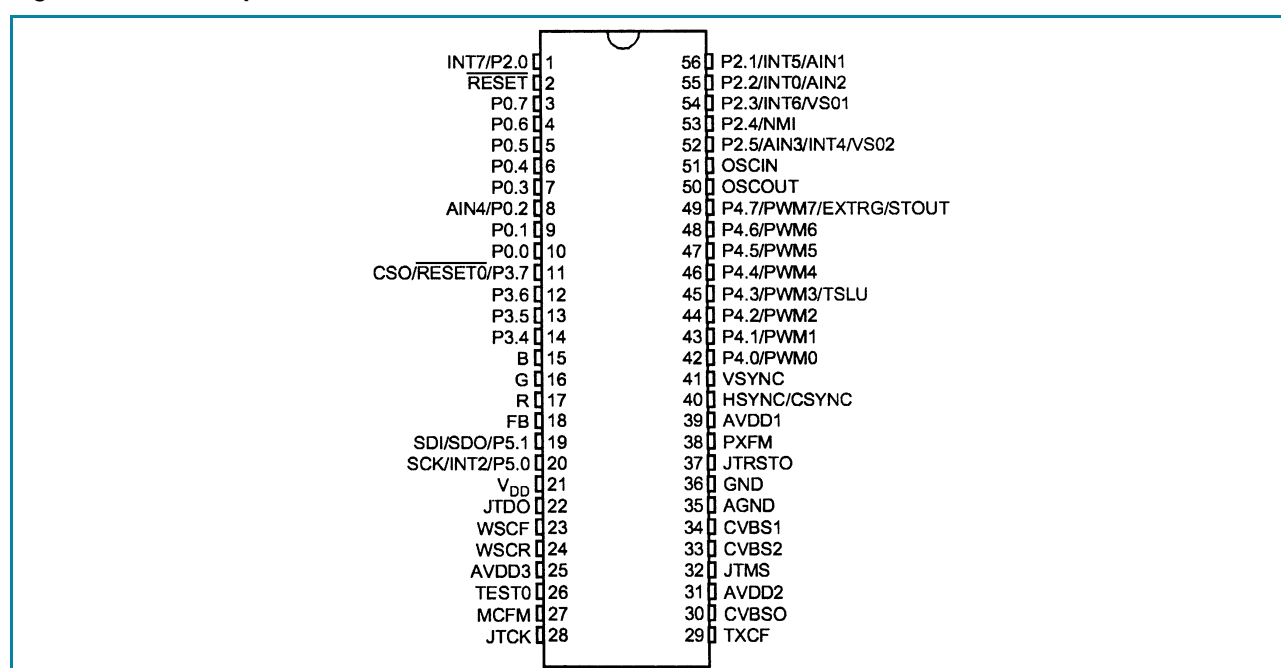 INT7/P2.0 1 56 P2.1/INT5/AIN1
RESET 2 55 P2.2/INT0/AIN2
P0.7 3 54 P2.3/INT6/VS01
P0.6 4 53 P2.4/NMI
P0.5 5 52 P2.5/AIN3/INT4/VS02
P0.4 6 51 OSCIN
P0.3 7 50 OSCOUT
AIN4/P0.2 8 49 P4.7/PWM7/EXTRG/STOUT
P0.1 9 48 P4.6/PWM6
P0.0 10 47 P4.5/PWM5
CSO/RESET0/P3.7 11 46 P4.4/PWM4
P3.6 12 45 P4.3/PWM3/TSLU
P3.5 13 44 P4.2/PWM2
P3.4 14 43 P4.1/PWM1
B 15 42 P4.0/PWM0
G 16 41 VSYNC
R 17 40 HSYNC/CSYNC
FB 18 39 AVDD1
SDI/SDO/P5.1 19 38 PXFM
SCK/INT2/P5.0 20 37 JTRSTO
VDD 21 36 GND
JTDO 22 35 AGND
WSCF 23 34 CVBS1
WSCR 24 33 CVBS2
AVDD3 25 32 JTMS
TEST0 26 31 AVDD2
MCFM 27 30 CVBSO
JTCK 28 29 TXCF